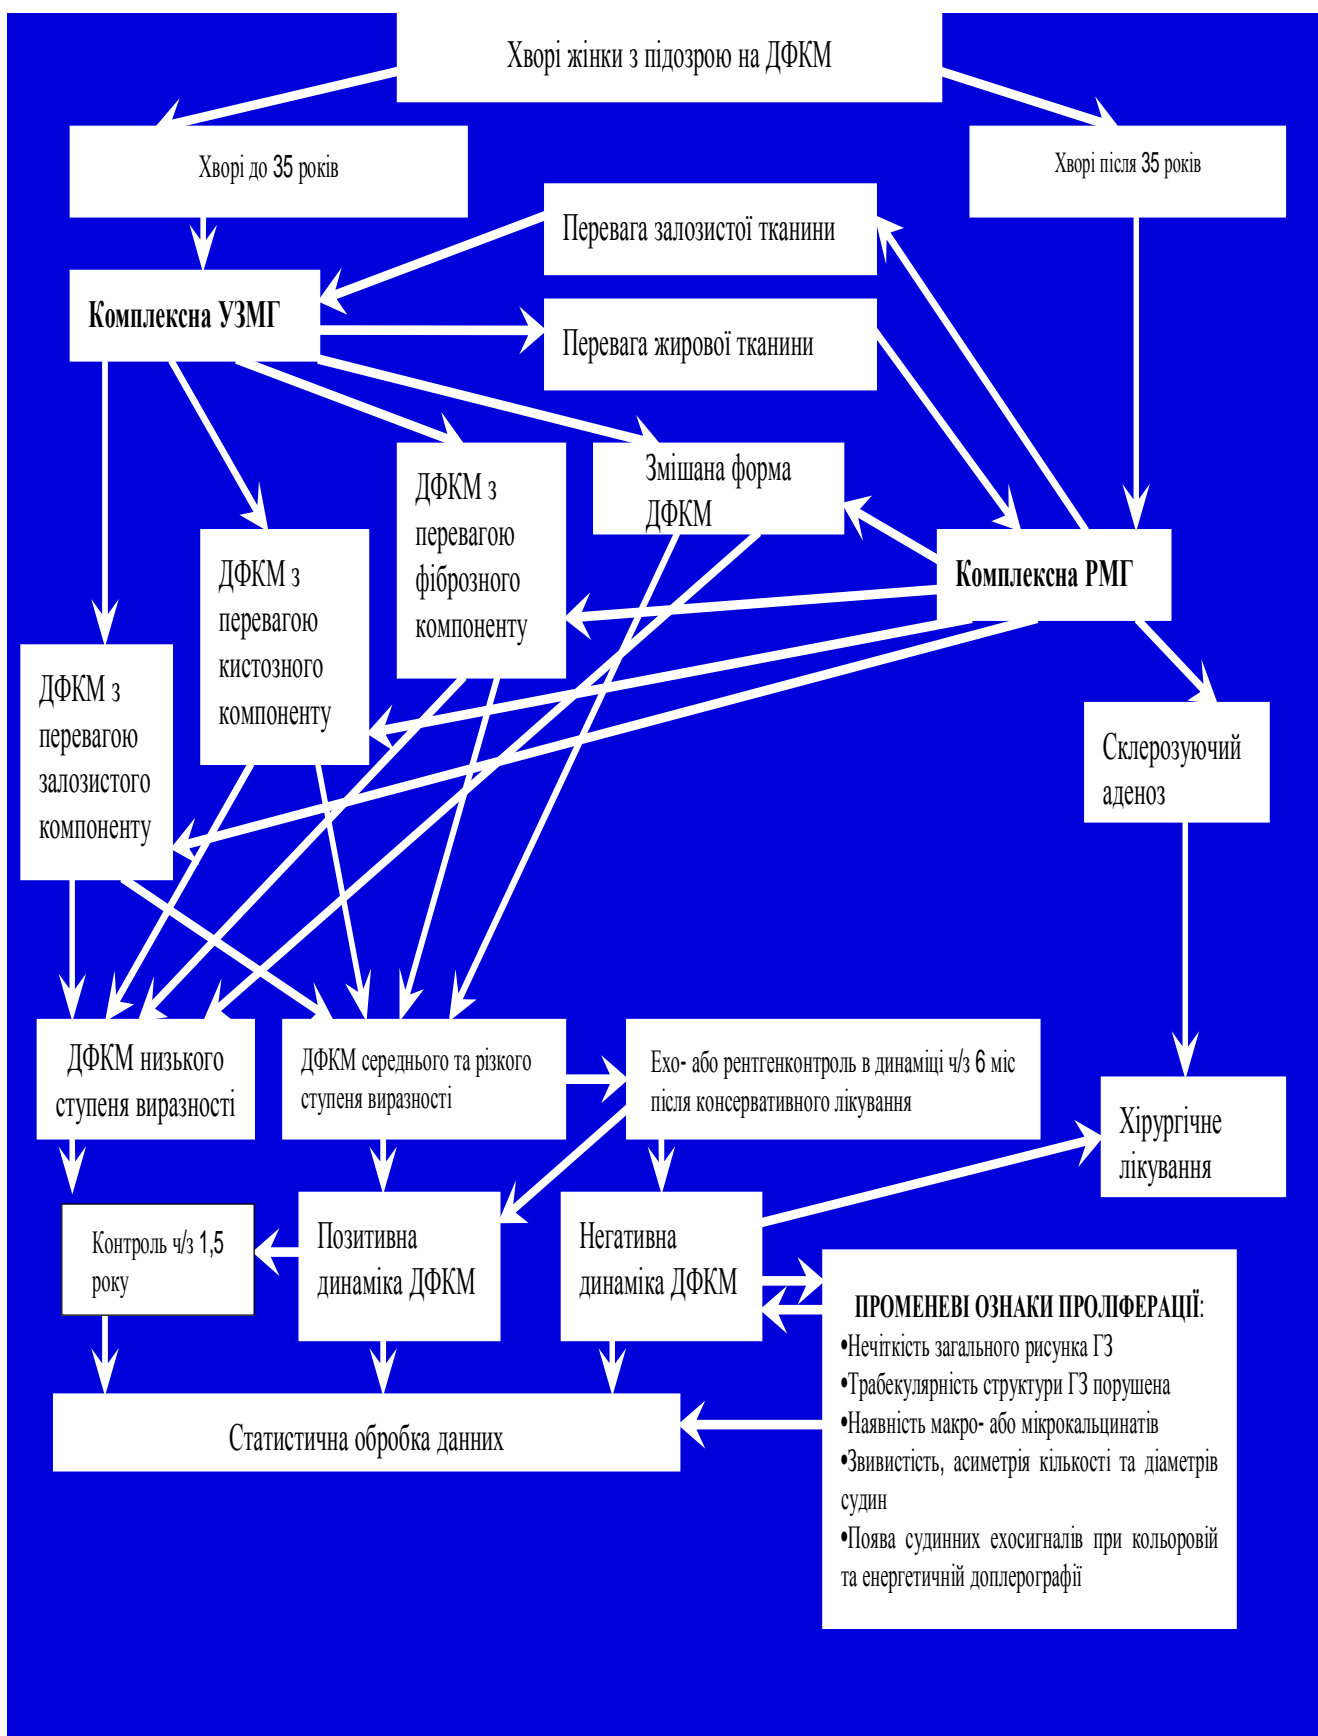 Хворі жінки з підозрою на ДФКМ
Хворі до 35 років
Хворі після 35 років
Перевага залозистої тканини
Комплексна УЗМГ
Перевага жирової тканини
ДФКМ з
перевагою
фіброзного
компоненту
Змішана форма
ДФКМ
ДФКМ з
перевагою
кистозного
компоненту
Комплексна РМГ
ДФКМ з
перевагою
залозистого
компоненту
Склерозуючий
аденоз
ДФКМ низького
ступеня виразності
ДФКМ середнього та різкого
ступеня виразності
Ехо- або рентгенконтроль в динаміці ч/з 6 міс
після консервативного лікування
Хірургічне
лікування
Контроль ч/з 1,5
року
Позитивна
динаміка ДФКМ
Негативна
динаміка ДФКМ
ПРОМЕНЕВІ ОЗНАКИ ПРОЛІФЕРАЦІЇ:
•Нечіткість загального рисунка ГЗ
•Трабекулярність структури ГЗ порушена
•Наявність макро- або мікрокальцинатів
•Звивистість, асиметрія кількості та діаметрів
судин
•Поява судинних ехосигналів при кольоровій
та енергетичній доплерографії
Статистична обробка данних